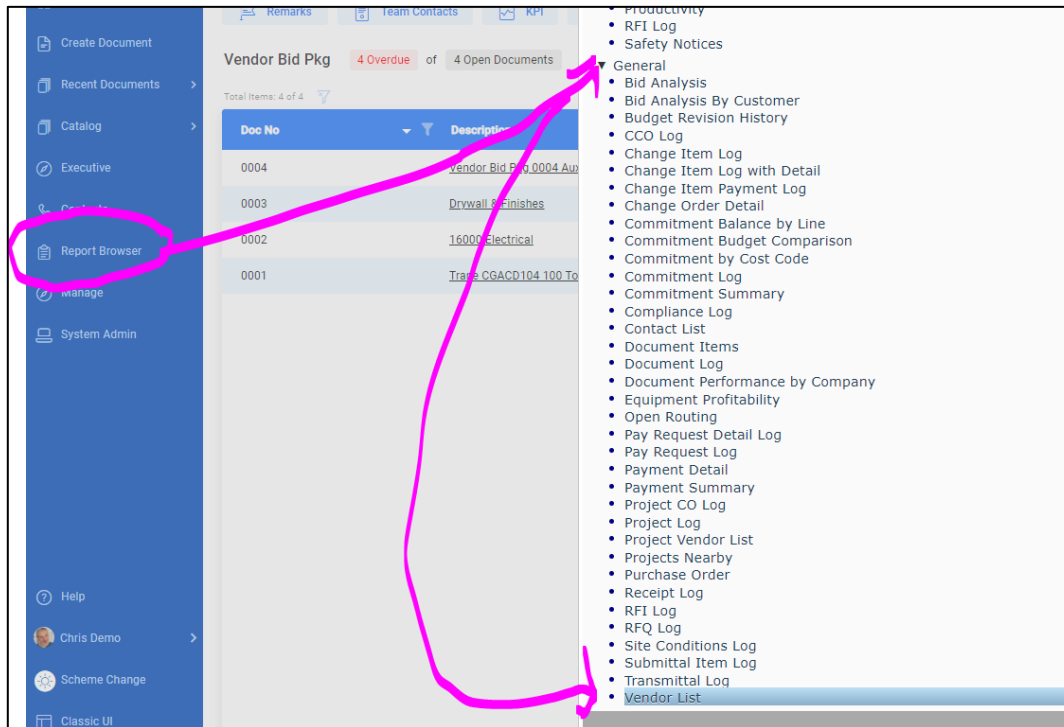 Create Document
Recent Documents
Catalog
Executive
Contacts
Report Browser
Manage
System Admin
Help
Chris Demo
Scheme Change
Classic UI
Remarks
Team Contacts
KPI
Vendor Bid Pkg 4 Overdue of 4 Open Documents
Total Items: 4 of 4
Doc No Description
0004 Vendor Bid Pkg 0004 Aux
0003 Drywall & Finishes
0002 16000 Electrical
0001 Trane CGACD104 100 To
Productivity
RFI Log
Safety Notices
General
Bid Analysis
Bid Analysis By Customer
Budget Revision History
CCO Log
Change Item Log
Change Item Log with Detail
Change Item Payment Log
Change Order Detail
Commitment Balance by Line
Commitment Budget Comparison
Commitment by Cost Code
Commitment Log
Commitment Summary
Compliance Log
Contact List
Document Items
Document Log
Document Performance by Company
Equipment Profitability
Open Routing
Pay Request Detail Log
Pay Request Log
Payment Detail
Payment Summary
Project CO Log
Project Log
Project Vendor List
Projects Nearby
Purchase Order
Receipt Log
RFI Log
RFQ Log
Site Conditions Log
Submittal Item Log
Transmittal Log
Vendor List